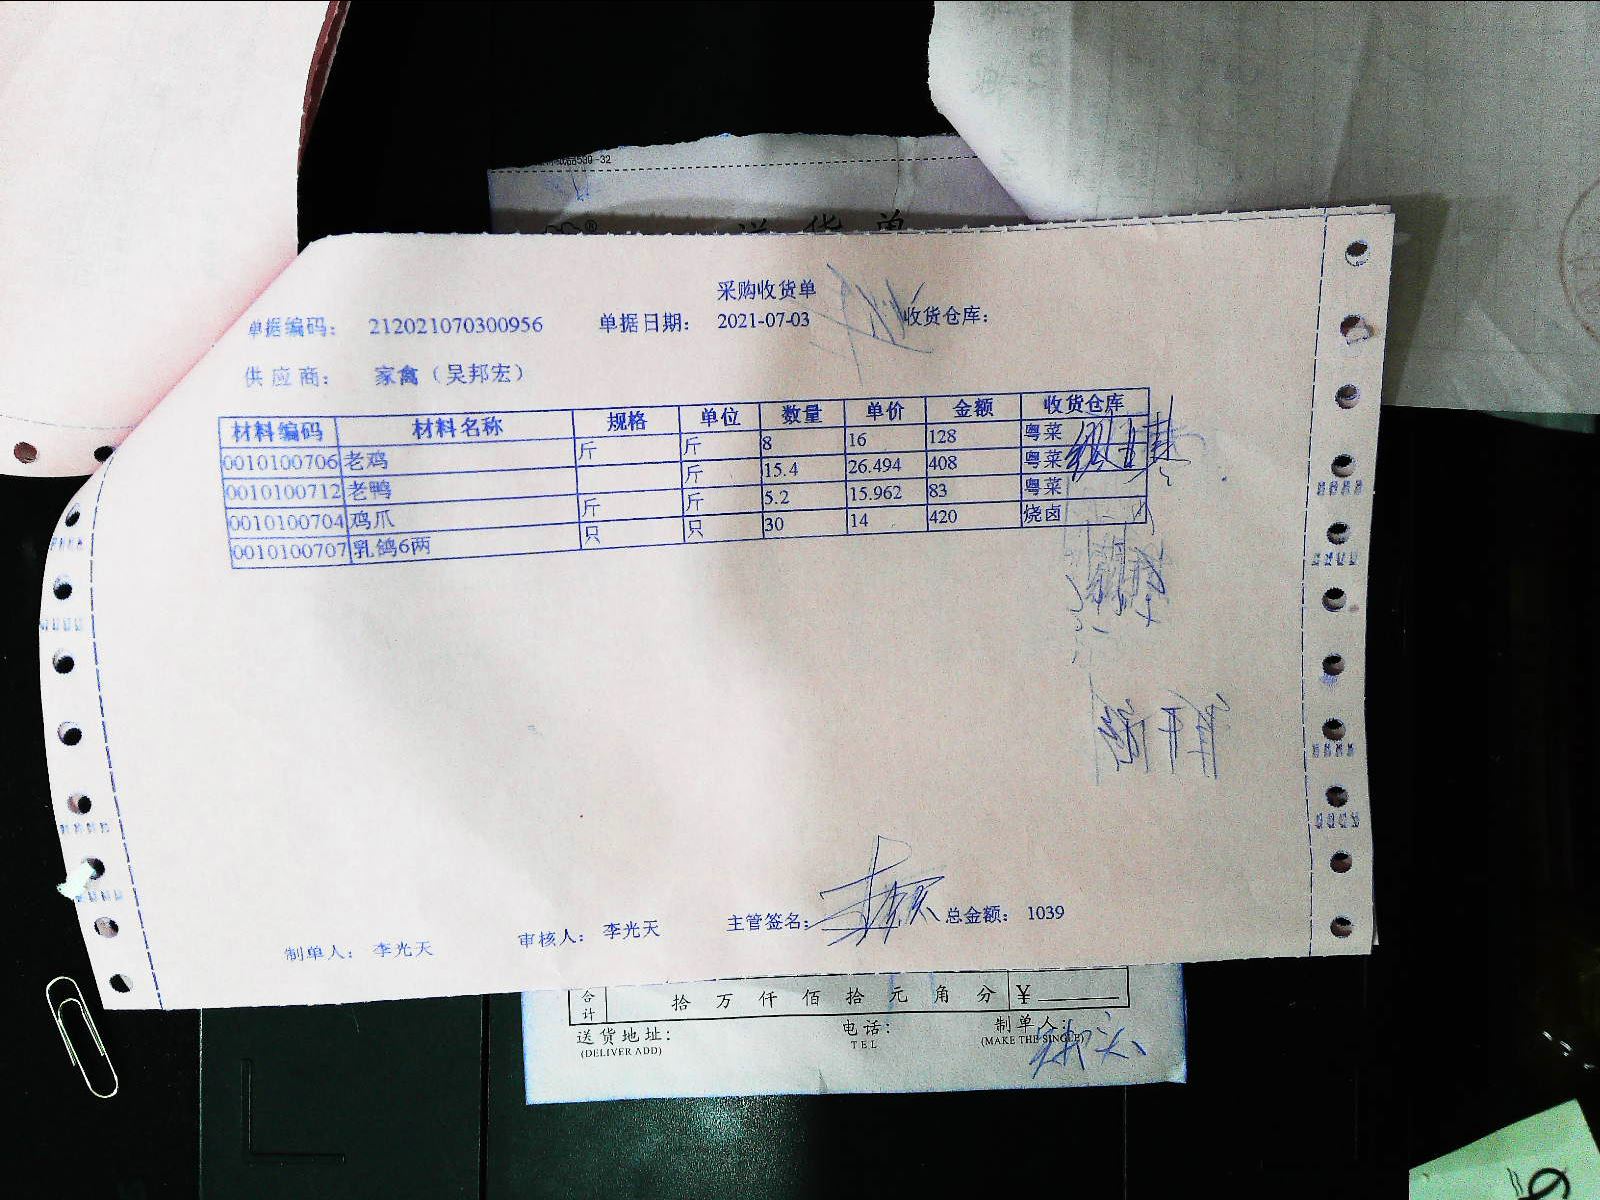 送货单
采购收货单
单据编码： 212021070300956 单据日期： 2021-07-03 收货仓库：
供应商： 家禽（吴邦宏）
材料编码 材料名称 规格 单位 数量 单价 金额 收货仓库
0010100706 老鸡 斤 斤 8 16 128 粤菜
0010100712 老鸭 斤 15.4 26.494 408 粤菜
0010100704 鸡爪 斤 斤 5.2 15.962 83 粤菜
0010100707 乳鸽6两 只 只 30 14 420 烧卤
制单人： 李光天 审核人： 李光天 主管签名： 总金额： 1039
合计 拾 万 仟 佰 拾 元 角 分 ¥
送货地址： 电话： 制单人：
(DELIVER ADD) TEL (MAKE THE SINGLE)